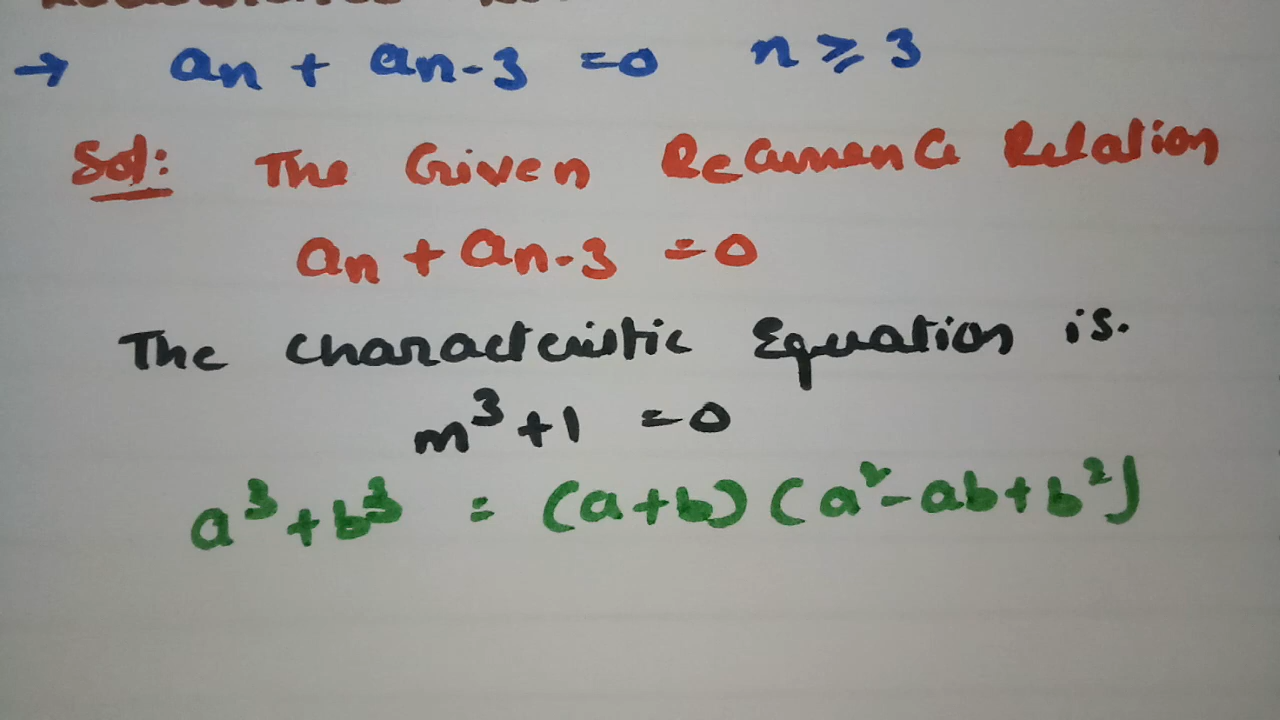 → an + an-3 =0 n ≥ 3
Sol: The Given Recurrence Relation
an + an-3 =0
The characteristic Equation is.
m³+1 =0
a³+b³ = (a+b) (a²-ab+b²)